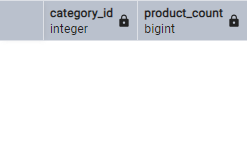 category_id product_count
integer bigint